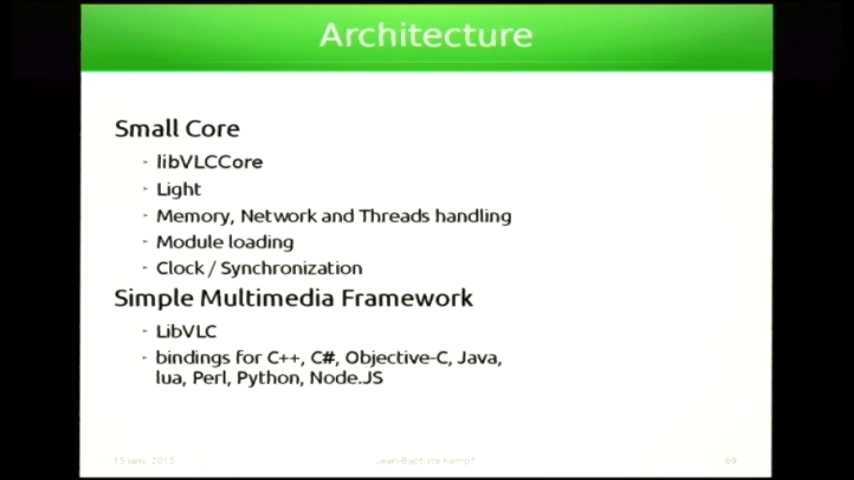 Architecture
Small Core
- libVLCCore
- Light
- Memory, Network and Threads handling
- Module loading
- Clock / Synchronization
Simple Multimedia Framework
- LibVLC
- bindings for C++, C#, Objective-C, Java,
lua, Perl, Python, Node.JS
15 janv. 2015
Jean-Baptiste Kempf
69